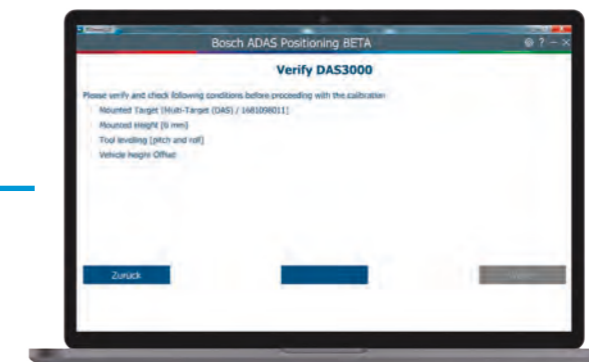 Bosch ADAS Positioning BETA
? - ×
Verify DAS3000
Please verify and check following conditions before proceeding with the calibration
Mounted Target [Multi-Target (DAS) / 1681098011]
Mounted Height [0 mm]
Tool levelling [pitch and roll]
Vehicle height Offset
Zurück